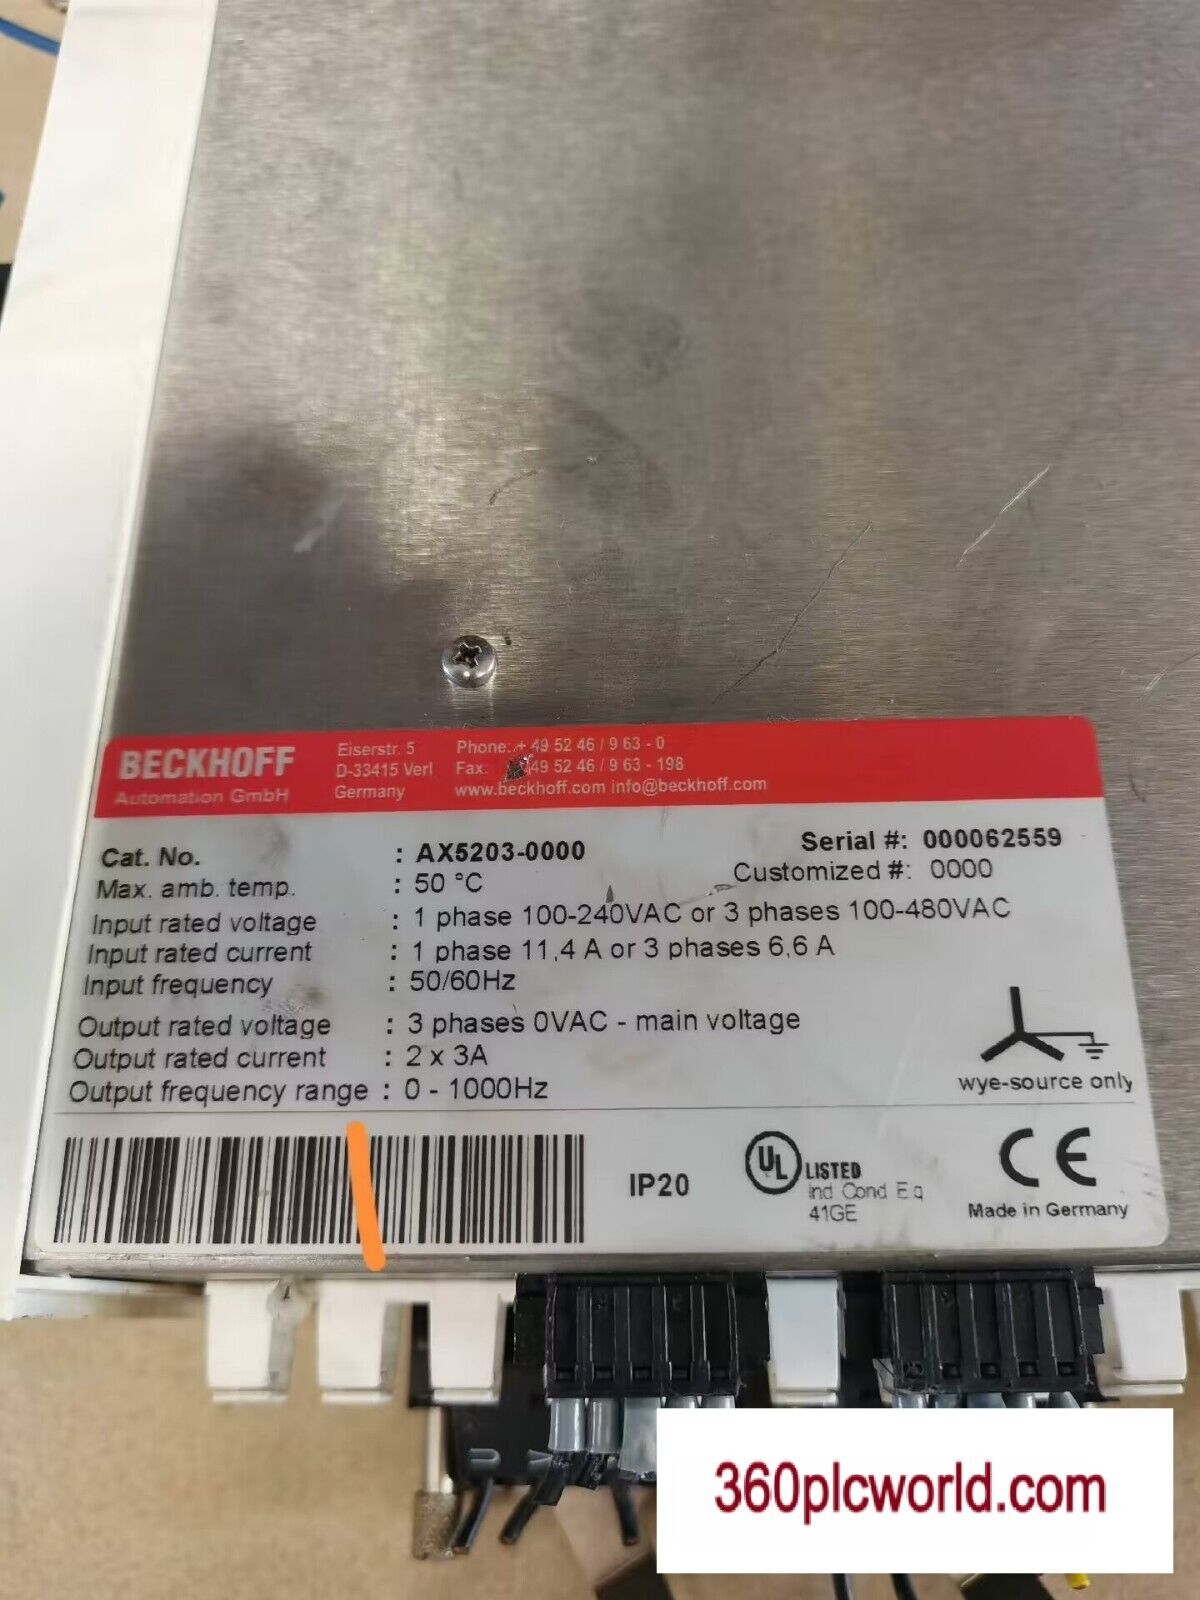 BECKHOFF
Automation GmbH
Eiserstr. 5
D-33415 Verl
Germany
Phone: + 49 52 46 / 9 63 - 0
Fax: 49 52 46 / 9 63 - 198
www.beckhoff.com info@beckhoff.com
Cat. No. : AX5203-0000
Serial #: 000062559
Max. amb. temp. : 50 °C
Customized #: 0000
Input rated voltage : 1 phase 100-240VAC or 3 phases 100-480VAC
Input rated current : 1 phase 11,4 A or 3 phases 6,6 A
Input frequency : 50/60Hz
Output rated voltage : 3 phases 0VAC - main voltage
Output rated current : 2 x 3A
Output frequency range : 0 - 1000Hz
wye-source only
IP20
UL LISTED
Ind Cond Eq
41GE
CE
Made in Germany
360plcworld.com